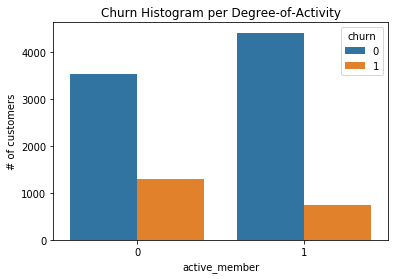 Churn Histogram per Degree-of-Activity
churn
0
1
4000
3000
2000
1000
0
# of customers
0
1
active_member